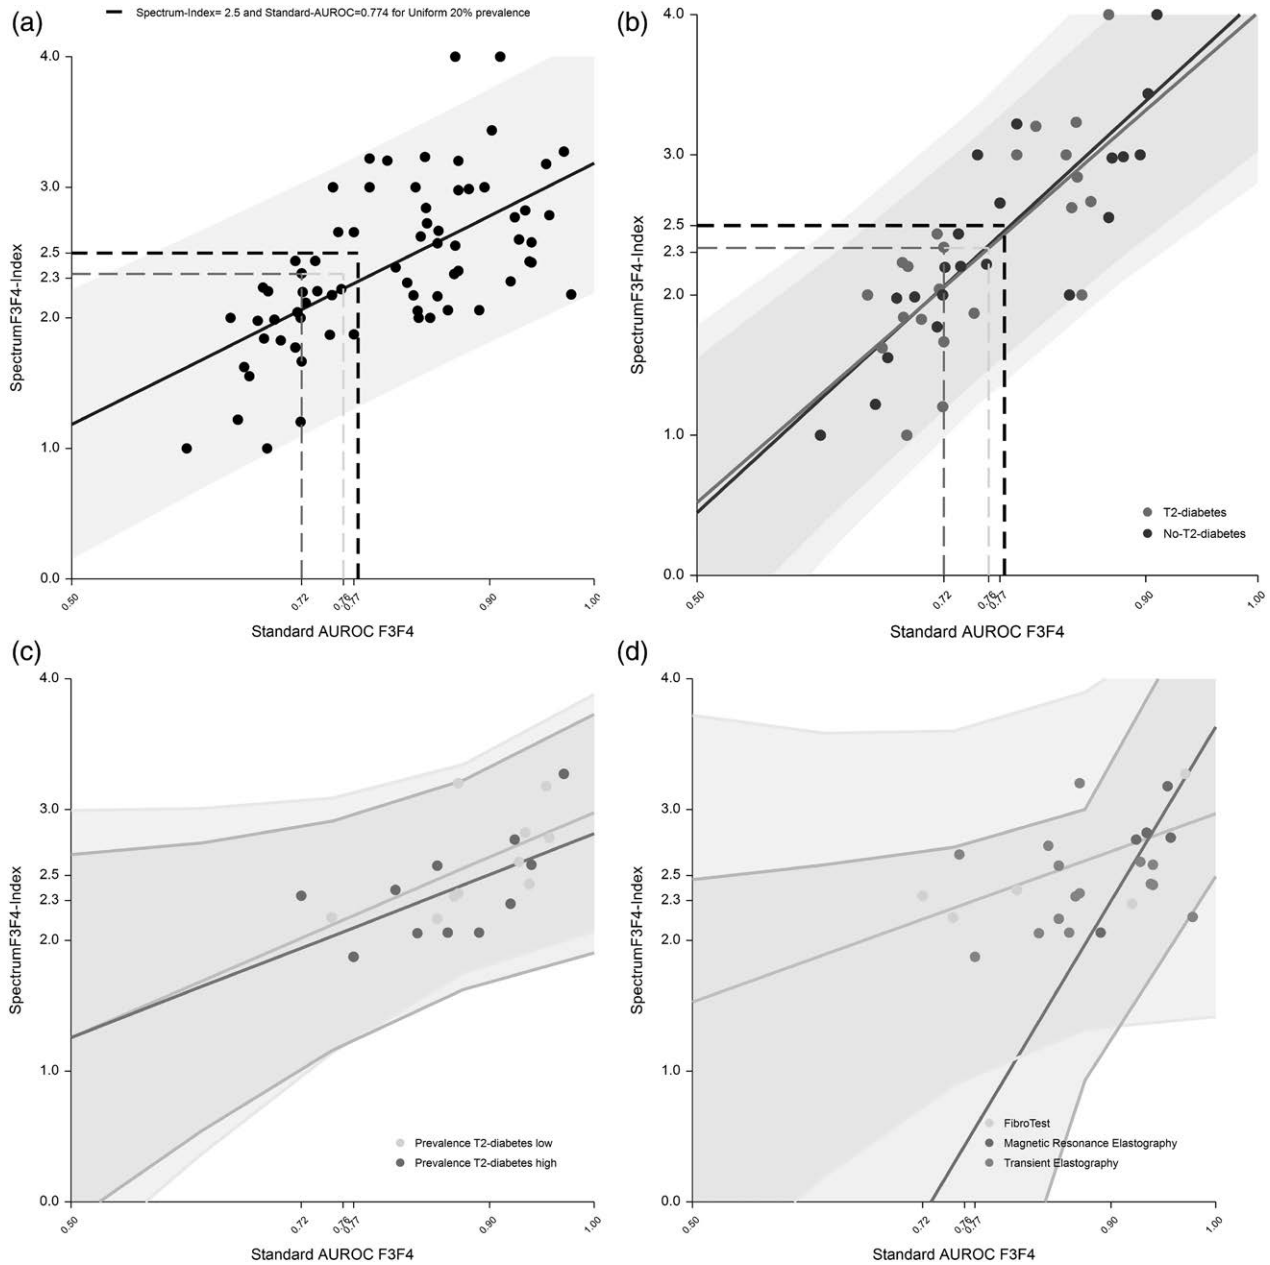 (a)
Spectrum-Index= 2.5 and Standard-AUROC=0.774 for Uniform 20% prevalence
4.0
3.0
2.5
2.3
2.0
1.0
0.0
SpectrumF3F4-Index
0.50
0.72
0.76
0.77
0.90
1.00
Standard AUROC F3F4
(b)
4.0
3.0
2.5
2.3
2.0
1.0
0.0
SpectrumF3F4-Index
T2-diabetes
No-T2-diabetes
0.50
0.72
0.76
0.77
0.90
1.00
Standard AUROC F3F4
(c)
4.0
3.0
2.5
2.3
2.0
1.0
0.0
SpectrumF3F4-Index
Prevalence T2-diabetes low
Prevalence T2-diabetes high
0.50
0.72
0.76
0.77
0.90
1.00
Standard AUROC F3F4
(d)
4.0
3.0
2.5
2.3
2.0
1.0
0.0
SpectrumF3F4-Index
FibroTest
Magnetic Resonance Elastography
Transient Elastography
0.50
0.72
0.76
0.77
0.90
1.00
Standard AUROC F3F4